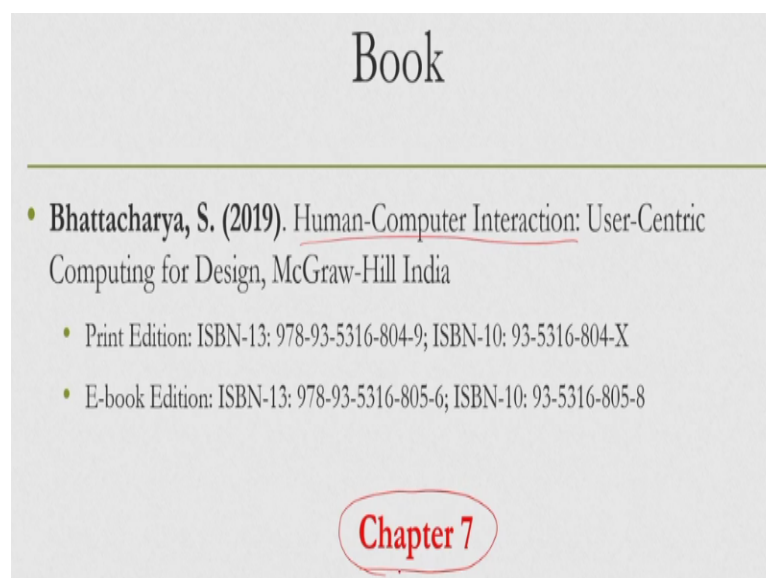 Book
• Bhattacharya, S. (2019). Human-Computer Interaction: User-Centric
Computing for Design, McGraw-Hill India
• Print Edition: ISBN-13: 978-93-5316-804-9; ISBN-10: 93-5316-804-X
• E-book Edition: ISBN-13: 978-93-5316-805-6; ISBN-10: 93-5316-805-8
Chapter 7